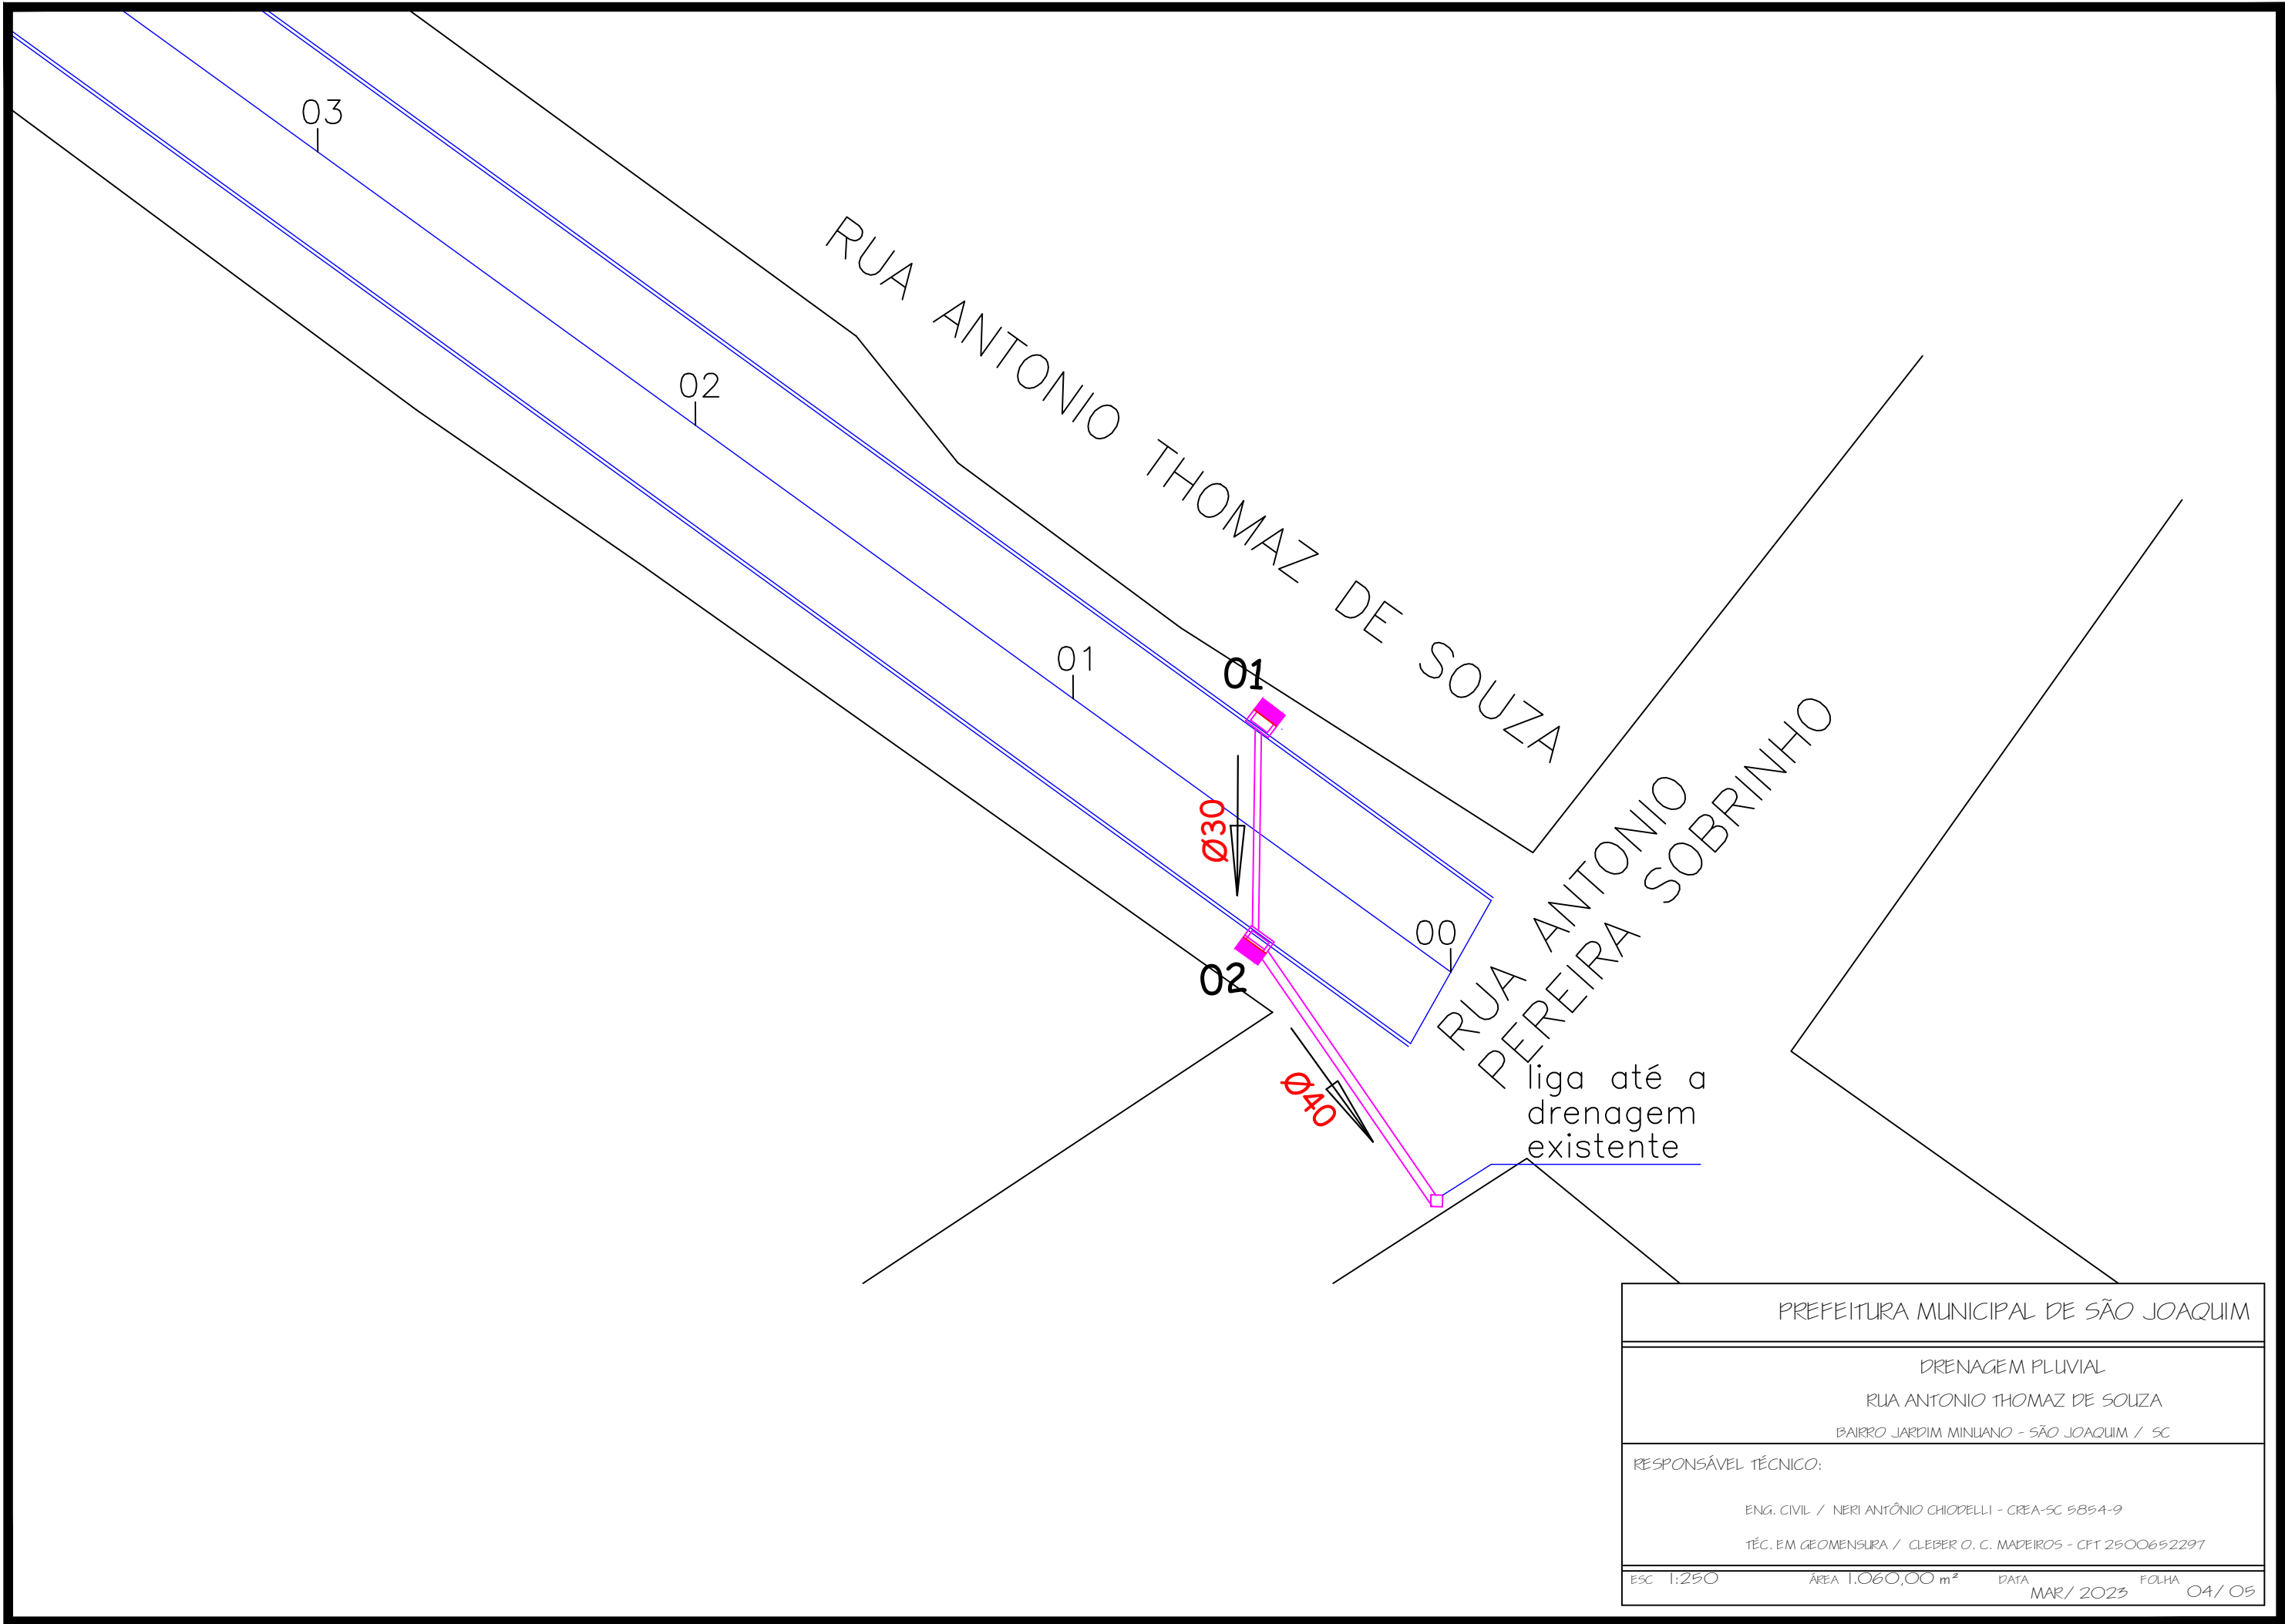 03
RUA ANTONIO THOMAZ DE SOUZA
02
01
01
Ø30
00
02
RUA ANTONIO
PEREIRA SOBRINHO
Ø40
liga até a
drenagem
existente
PREFEITURA MUNICIPAL DE SÃO JOAQUIM
DRENAGEM PLUVIAL
RUA ANTONIO THOMAZ DE SOUZA
BAIRRO JARDIM MINUANO - SÃO JOAQUIM / SC
RESPONSÁVEL TÉCNICO:
ENG. CIVIL / NERI ANTÔNIO CHIODELLI - CREA-SC 5854-9
TÉC. EM GEOMENSURA / CLEBER O. C. MADEIROS - CFT 2500652297
ESC 1:250 ÁREA 1.060,00 m² DATA MAR/ 2023 FOLHA 04/ 05